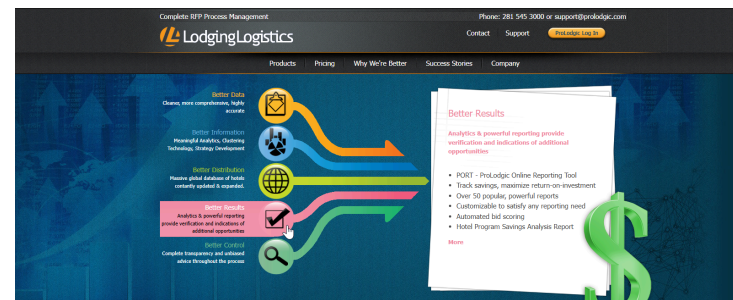 Complete RFP Process Management
Phone: 281 545 3000 or support@prolodgic.com
LodgingLogistics
Contact Support ProLodgic Log In
Products Pricing Why We're Better Success Stories Company
Better Data
Cleaner, more comprehensive, highly
accurate
Better Information
Meaningful Analytics, Clustering
Technology, Strategy Development
Better Distribution
Massive global database of hotels
contantly updated & expanded.
Better Results
Analytics & powerful reporting
provide verification and indications of
additional opportunities
Better Control
Complete transparency and unbiased
advice throughout the process
Better Results
Analytics & powerful reporting provide
verification and indications of additional
opportunities
PORT - ProLodgic Online Reporting Tool
Track savings, maximize return-on-investment
Over 50 popular, powerful reports
Customizable to satisfy any reporting need
Automated bid scoring
Hotel Program Savings Analysis Report
More